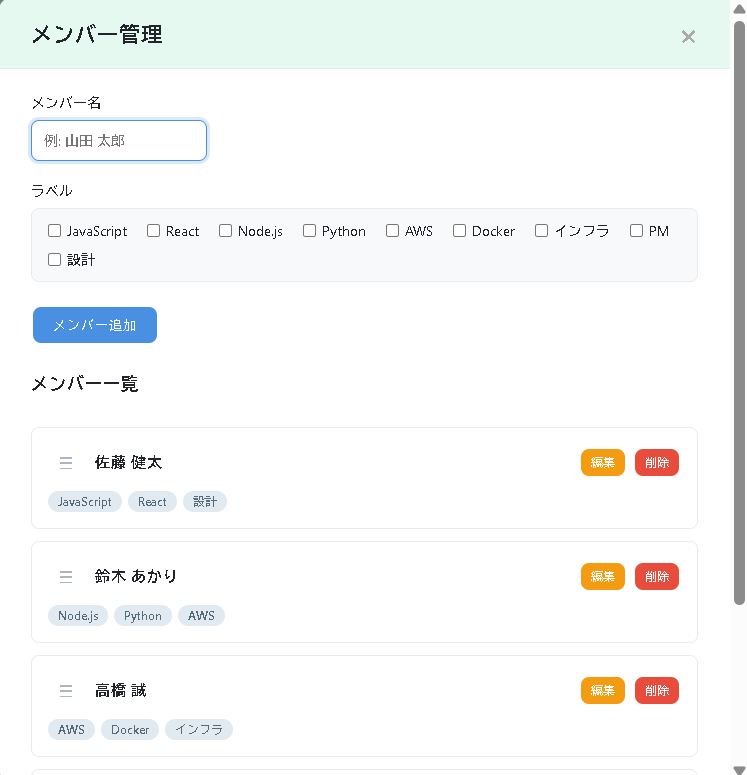 メンバー管理
×
メンバー名
例: 山田 太郎
ラベル
JavaScript React Node.js Python AWS Docker インフラ PM
設計
メンバー追加
メンバー一覧
佐藤 健太 編集 削除
JavaScript React 設計
鈴木 あかり 編集 削除
Node.js Python AWS
高橋 誠 編集 削除
AWS Docker インフラ